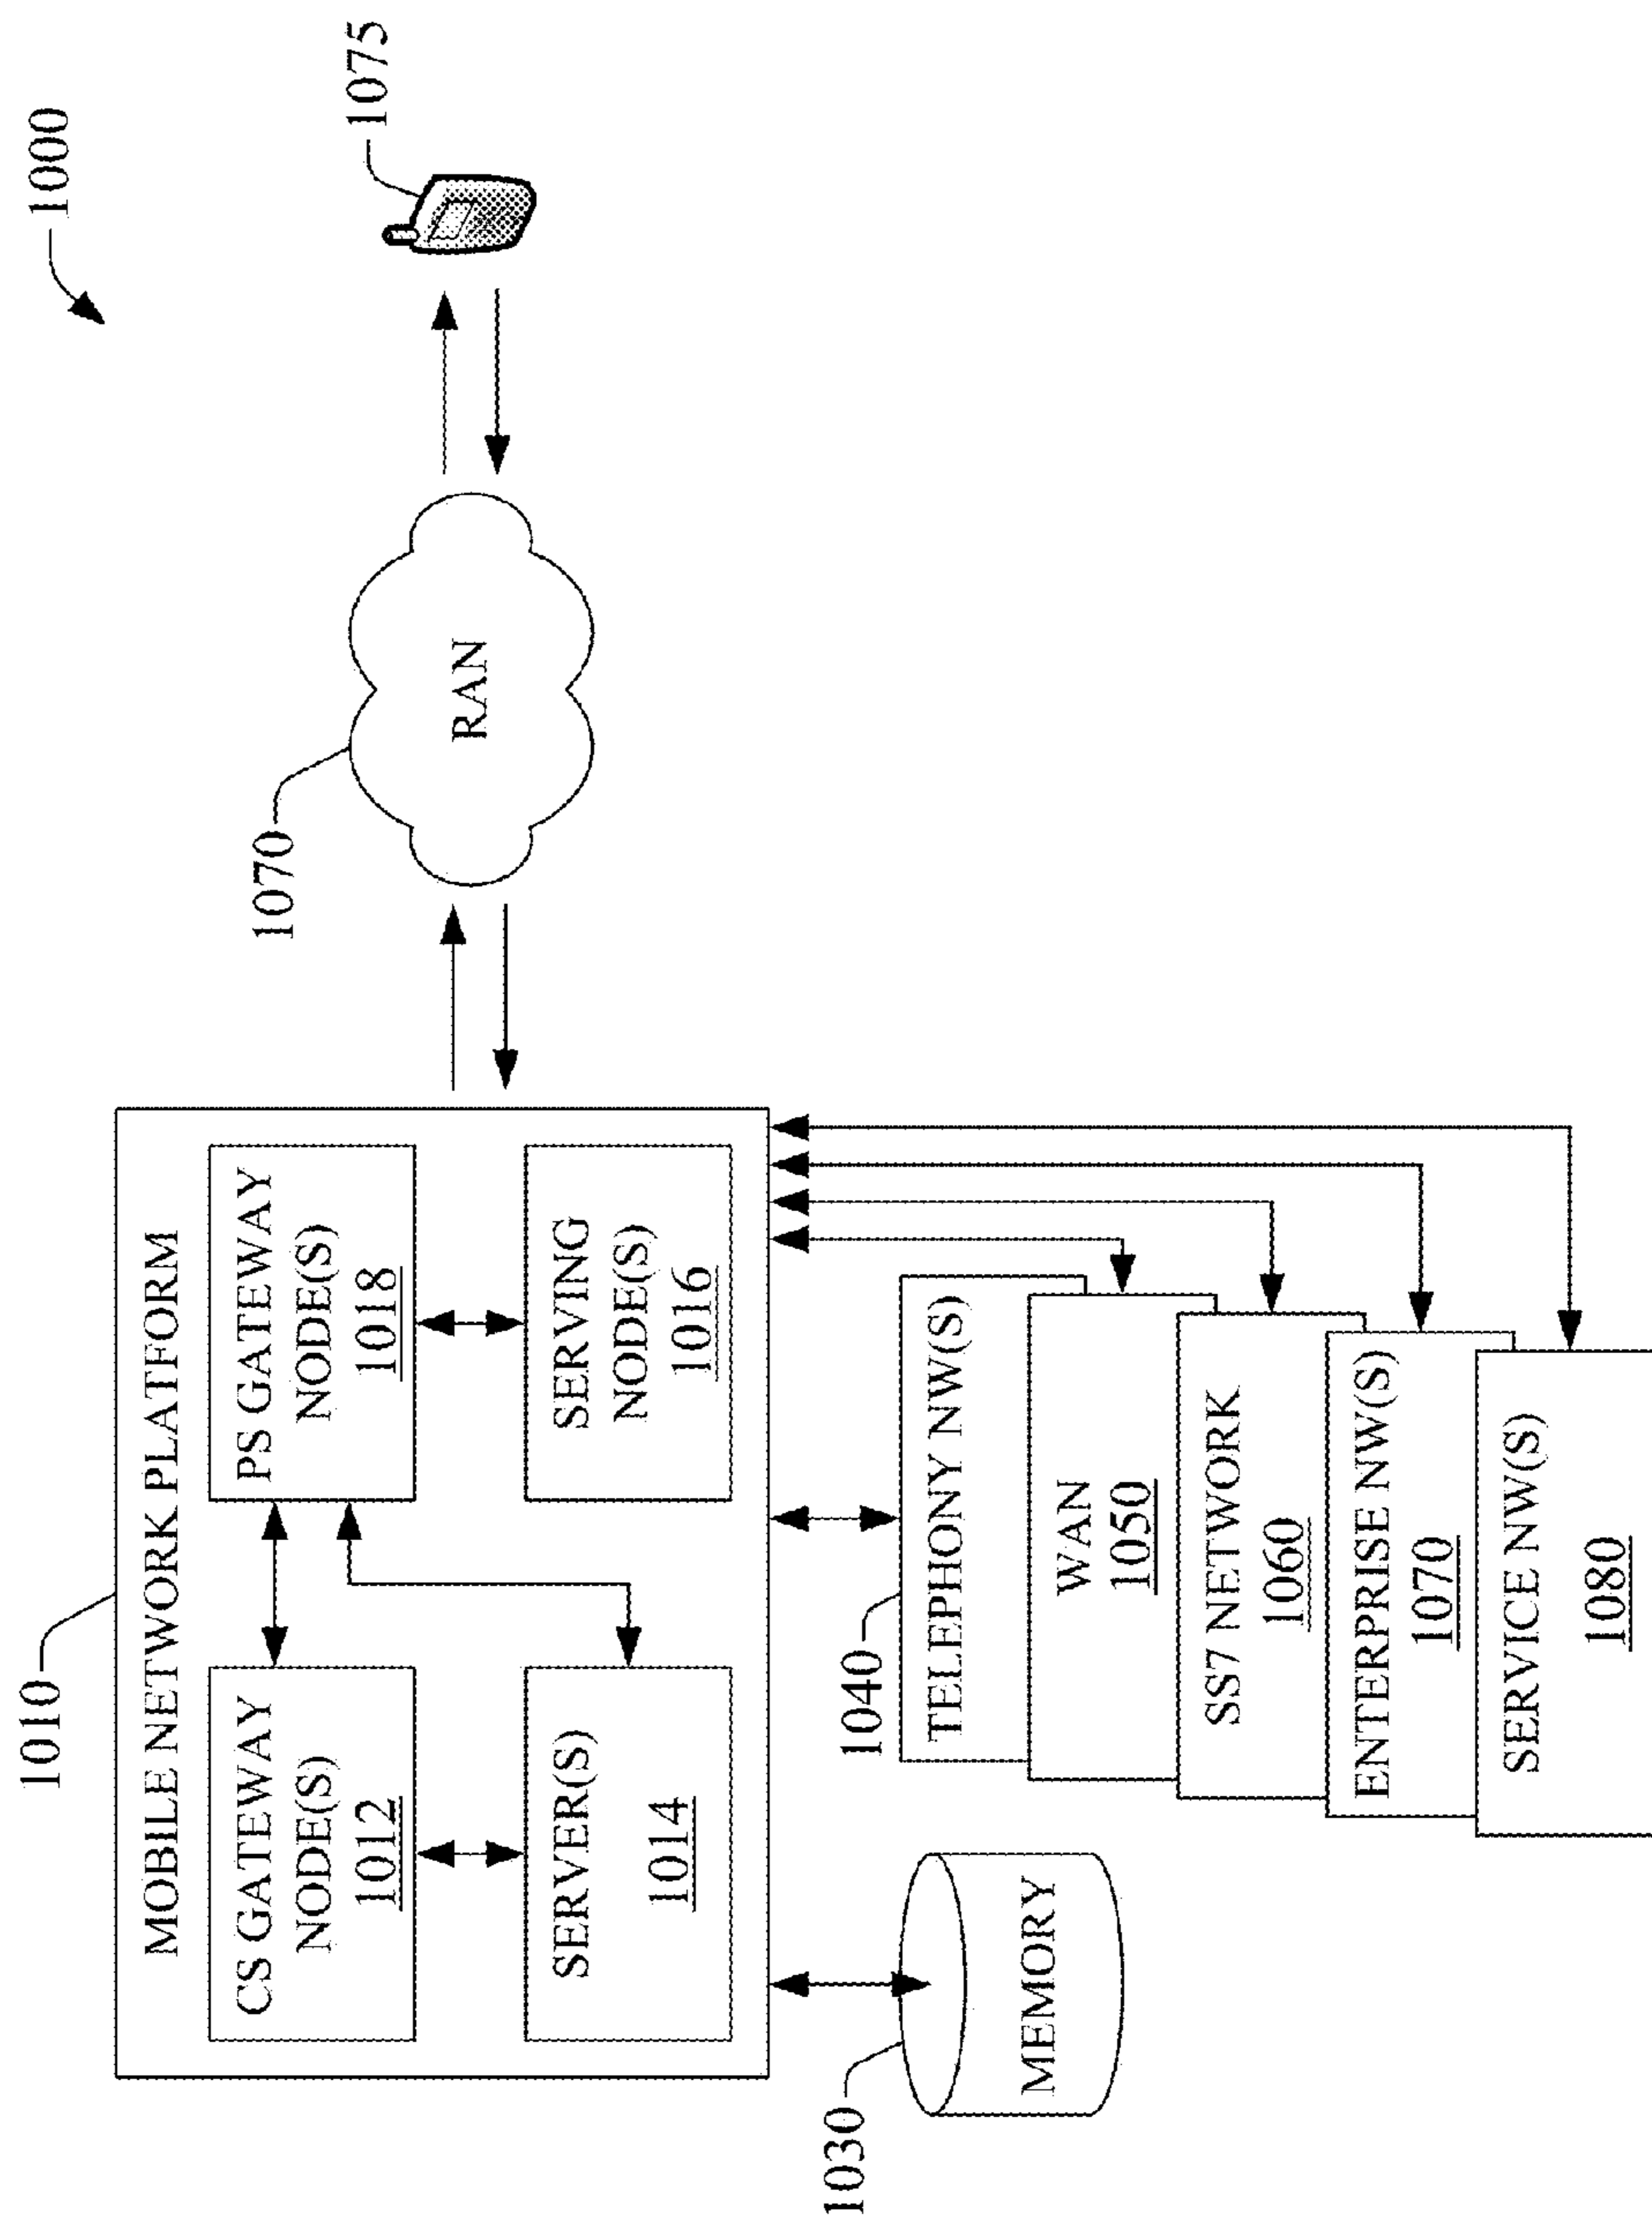 1000
1010
MOBILE NETWORK PLATFORM
CS GATEWAY
NODE(S)
1012
PS GATEWAY
NODE(S)
1018
SERVER(S)
1014
SERVING
NODE(S)
1016
1070
RAN
1075
1030
MEMORY
1040
TELEPHONY NW(S)
WAN
1050
SS7 NETWORK
1060
ENTERPRISE NW(S)
1070
SERVICE NW(S)
1080